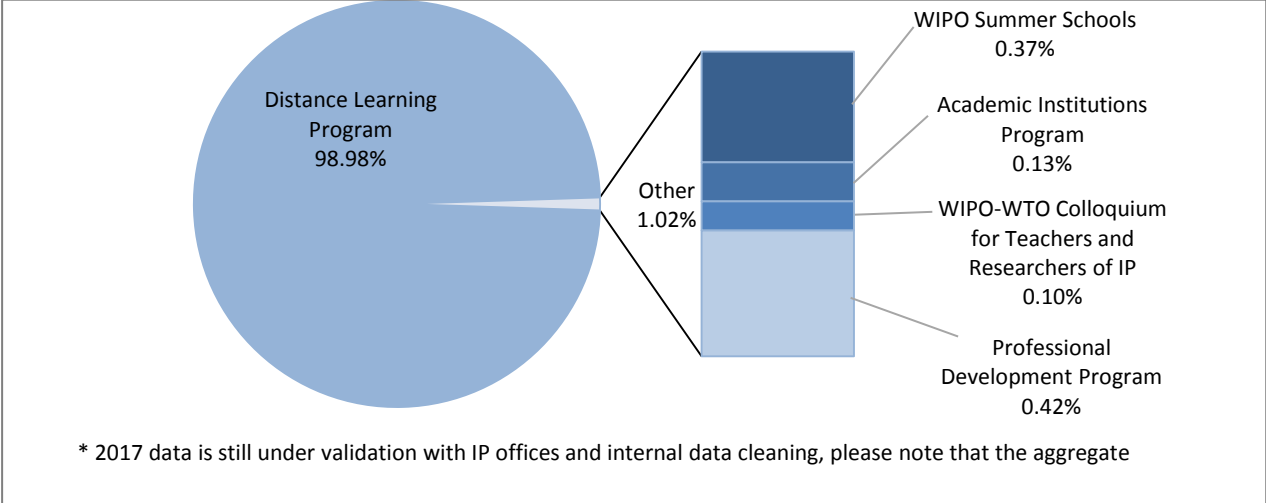 Distance Learning
Program
98.98%
Other
1.02%
WIPO Summer Schools
0.37%
Academic Institutions
Program
0.13%
WIPO-WTO Colloquium
for Teachers and
Researchers of IP
0.10%
Professional
Development Program
0.42%
* 2017 data is still under validation with IP offices and internal data cleaning, please note that the aggregate